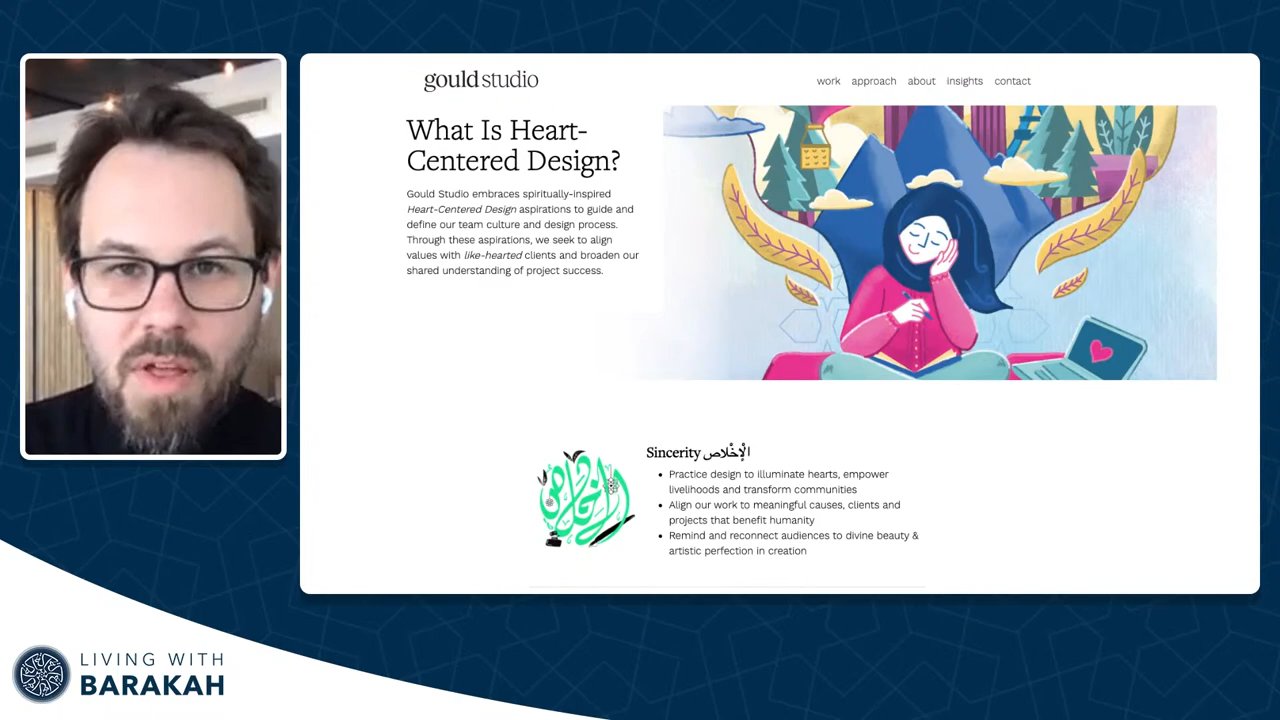 gould studio
work approach about insights contact
What Is Heart-
Centered Design?
Gould Studio embraces spiritually-inspired
Heart-Centered Design aspirations to guide and
define our team culture and design process.
Through these aspirations, we seek to align
values with like-hearted clients and broaden our
shared understanding of project success.
Sincerity الْإِخْلَاص
• Practice design to illuminate hearts, empower
livelihoods and transform communities
• Align our work to meaningful causes, clients and
projects that benefit humanity
• Remind and reconnect audiences to divine beauty &
artistic perfection in creation
LIVING WITH
BARAKAH